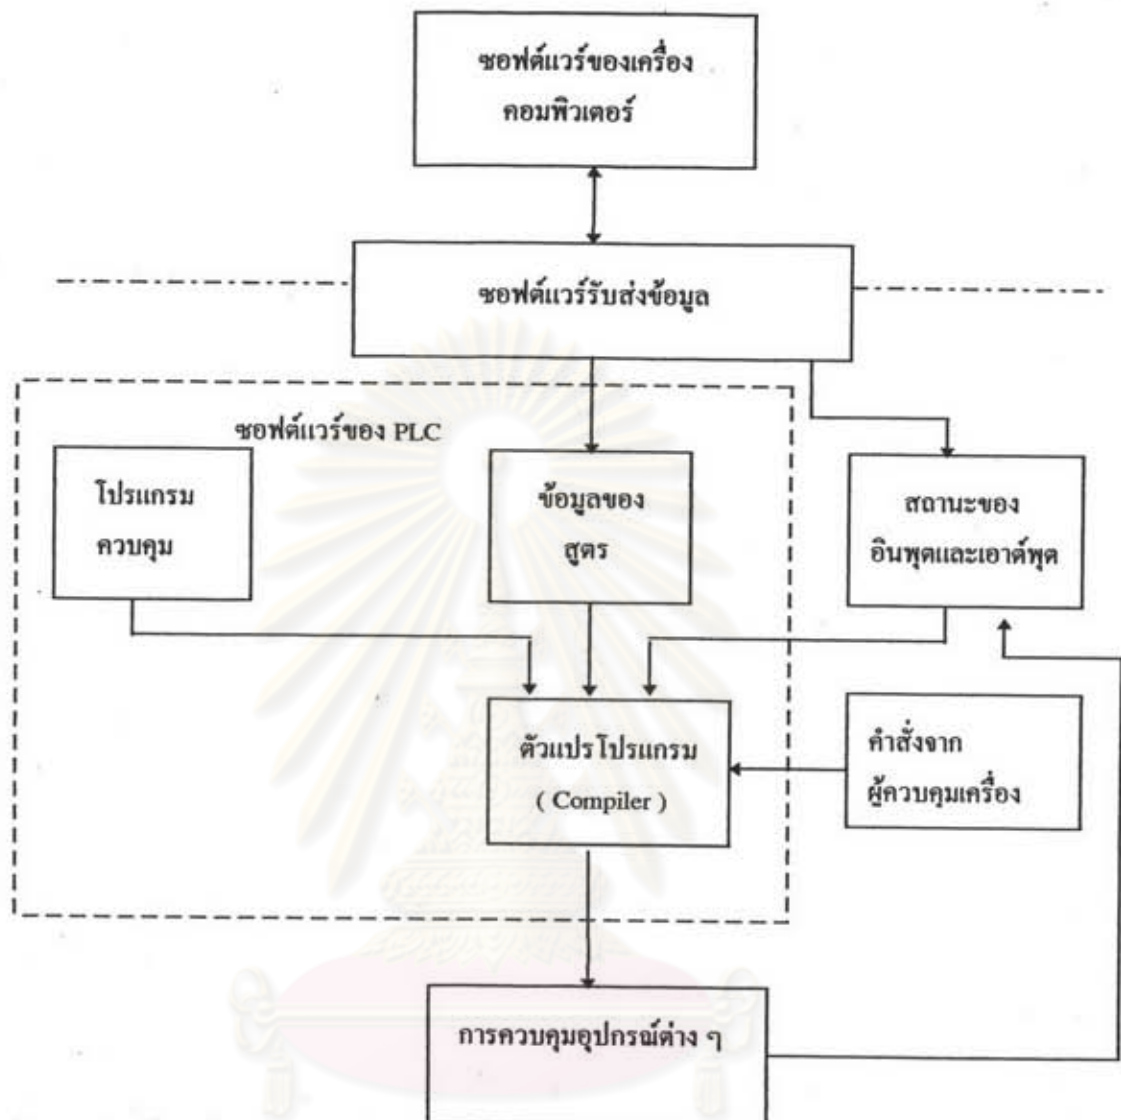 ซอฟต์แวร์ของเครื่อง
คอมพิวเตอร์
ซอฟต์แวร์รับส่งข้อมูล
ซอฟต์แวร์ของ PLC
โปรแกรม
ควบคุม
ข้อมูลของ
สูตร
สถานะของ
อินพุตและเอาต์พุต
ตัวแปรโปรแกรม
( Compiler )
คำสั่งจาก
ผู้ควบคุมเครื่อง
การควบคุมอุปกรณ์ต่าง ๆ